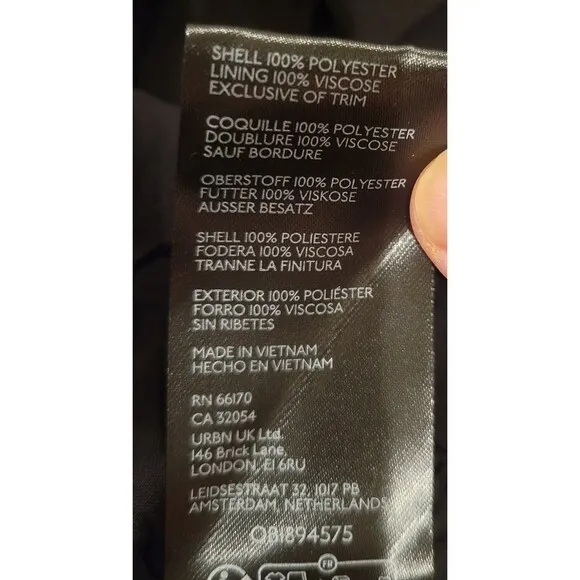 SHELL 100% POLYESTER
LINING 100% VISCOSE
EXCLUSIVE OF TRIM
COQUILLE 100% POLYESTER
DOUBLURE 100% VISCOSE
SAUF BORDURE
OBERSTOFF 100% POLYESTER
FUTTER 100% VISKOSE
AUSSER BESATZ
SHELL 100% POLIESTERE
FODERA 100% VISCOSA
TRANNE LA FINITURA
EXTERIOR 100% POLIÉSTER
FORRO 100% VISCOSA
SIN RIBETES
MADE IN VIETNAM
HECHO EN VIETNAM
RN 66170
CA 32054
URBN UK Ltd.
146 Brick Lane,
LONDON, E1 6RU
LEIDSESTRAAT 32, 1017 PB
AMSTERDAM, NETHERLANDS
OB1894575
FR